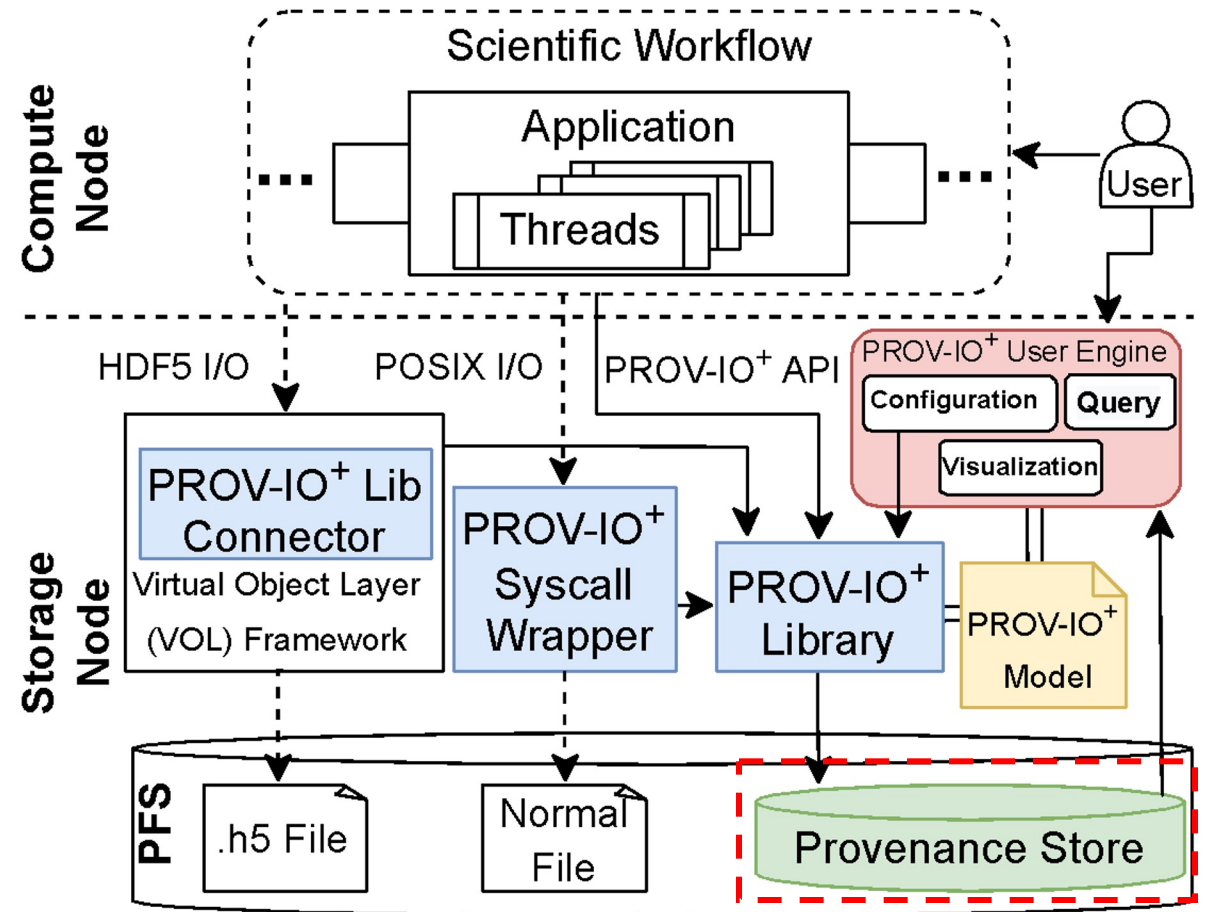 Scientific Workflow
Compute
Node
Application
Threads
...
...
User
HDF5 I/O
POSIX I/O
PROV-IO⁺ API
PROV-IO⁺ User Engine
Configuration
Query
Visualization
Storage
Node
PROV-IO⁺ Lib
Connector
Virtual Object Layer
(VOL) Framework
PROV-IO⁺
Syscall
Wrapper
PROV-IO⁺
Library
PROV-IO⁺
Model
PFS
.h5 File
Normal
File
Provenance Store